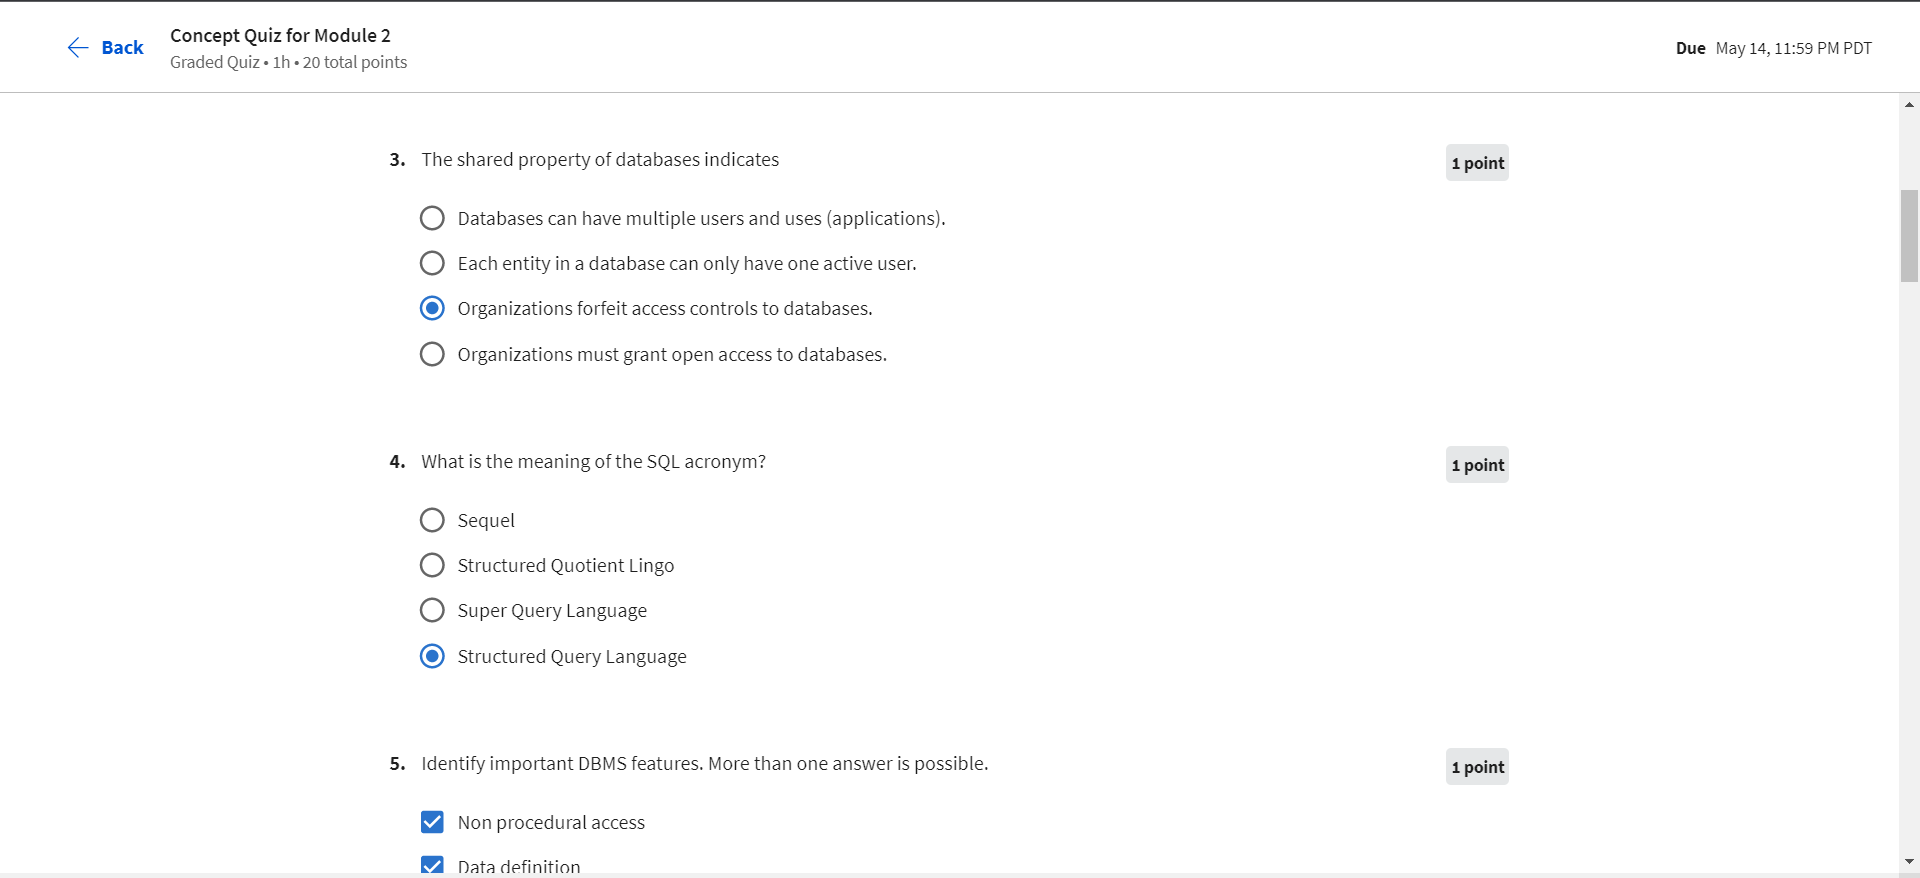 Back
Concept Quiz for Module 2
Graded Quiz • 1h • 20 total points
Due May 14, 11:59 PM PDT
3. The shared property of databases indicates
1 point
Databases can have multiple users and uses (applications).
Each entity in a database can only have one active user.
Organizations forfeit access controls to databases.
Organizations must grant open access to databases.
4. What is the meaning of the SQL acronym?
1 point
Sequel
Structured Quotient Lingo
Super Query Language
Structured Query Language
5. Identify important DBMS features. More than one answer is possible.
1 point
Non procedural access
Data definition